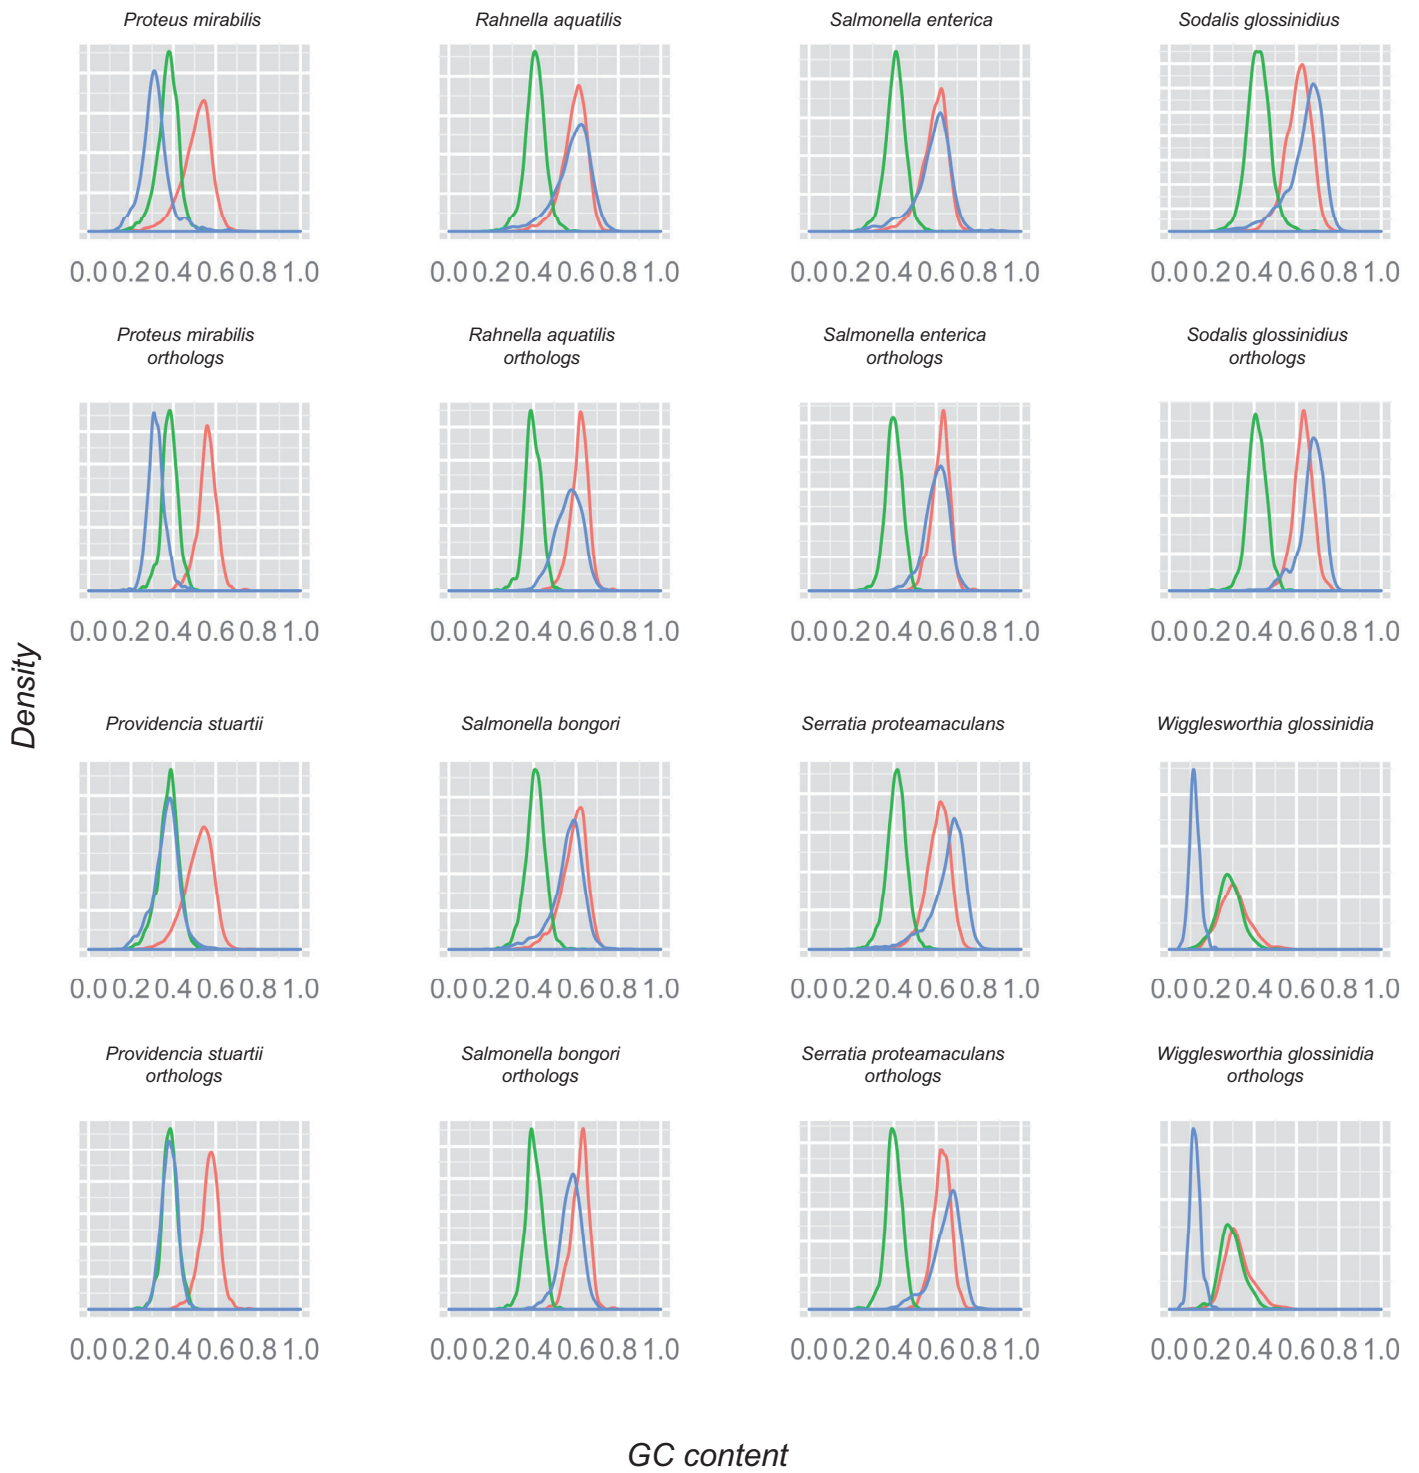 Proteus mirabilis
Rahnella aquatilis
Salmonella enterica
Sodalis glossinidius
0.0 0.2 0.4 0.6 0.8 1.0
0.0 0.2 0.4 0.6 0.8 1.0
0.0 0.2 0.4 0.6 0.8 1.0
0.0 0.2 0.4 0.6 0.8 1.0
Proteus mirabilis
orthologs
Rahnella aquatilis
orthologs
Salmonella enterica
orthologs
Sodalis glossinidius
orthologs
0.0 0.2 0.4 0.6 0.8 1.0
0.0 0.2 0.4 0.6 0.8 1.0
0.0 0.2 0.4 0.6 0.8 1.0
0.0 0.2 0.4 0.6 0.8 1.0
Density
Providencia stuartii
Salmonella bongori
Serratia proteamaculans
Wigglesworthia glossinidia
0.0 0.2 0.4 0.6 0.8 1.0
0.0 0.2 0.4 0.6 0.8 1.0
0.0 0.2 0.4 0.6 0.8 1.0
0.0 0.2 0.4 0.6 0.8 1.0
Providencia stuartii
orthologs
Salmonella bongori
orthologs
Serratia proteamaculans
orthologs
Wigglesworthia glossinidia
orthologs
0.0 0.2 0.4 0.6 0.8 1.0
0.0 0.2 0.4 0.6 0.8 1.0
0.0 0.2 0.4 0.6 0.8 1.0
0.0 0.2 0.4 0.6 0.8 1.0
GC content